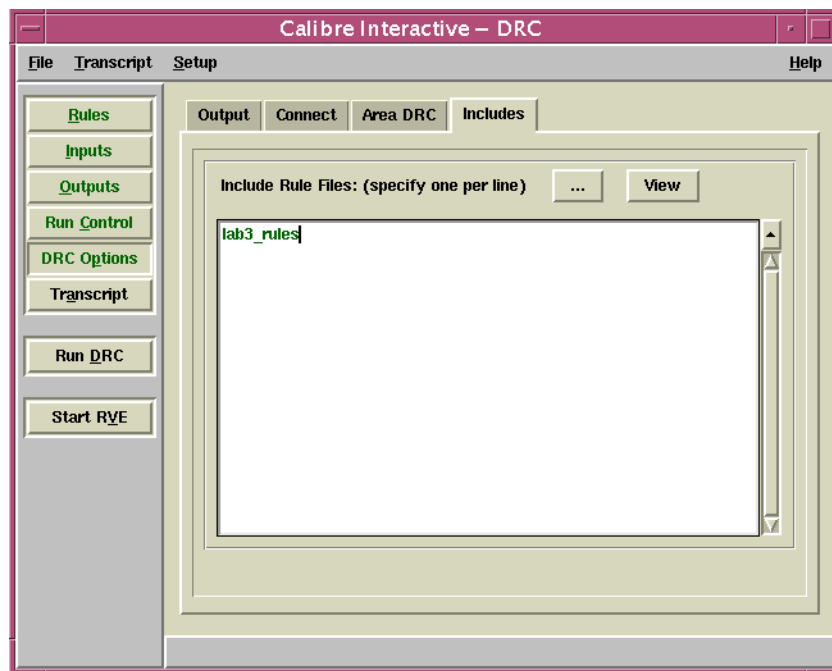 Calibre Interactive – DRC
File Transcript Setup Help
Rules
Inputs
Outputs
Run Control
DRC Options
Transcript
Run DRC
Start RVE
Output Connect Area DRC Includes
Include Rule Files: (specify one per line) ... View
lab3_rules